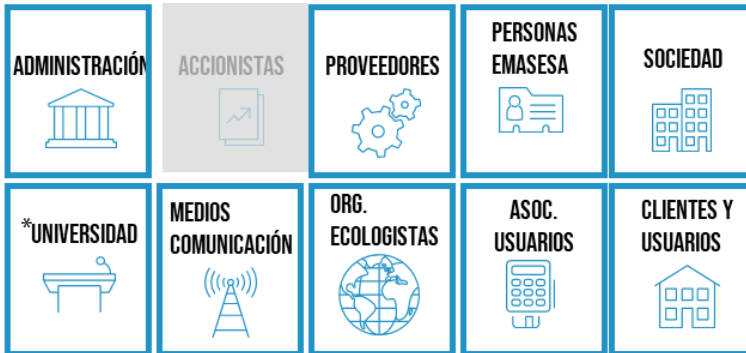 ADMINISTRACIÓN
ACCIONISTAS
PROVEEDORES
PERSONAS
EMASESA
SOCIEDAD
*UNIVERSIDAD
MEDIOS
COMUNICACIÓN
ORG.
ECOLOGISTAS
ASOC.
USUARIOS
CLIENTES Y
USUARIOS